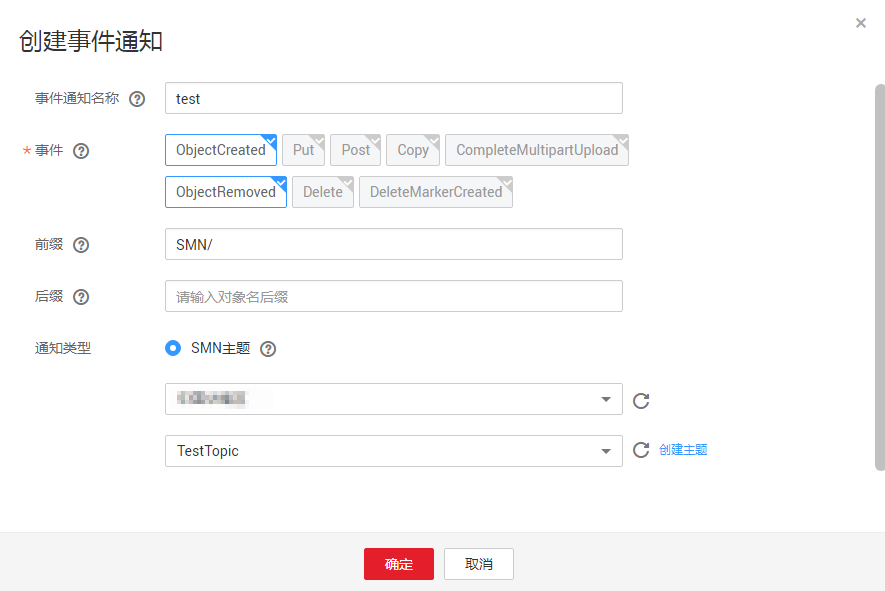 创建事件通知
事件通知名称 test
* 事件 ObjectCreated Put Post Copy CompleteMultipartUpload
ObjectRemoved Delete DeleteMarkerCreated
前缀 SMN/
后缀 请输入对象名后缀
通知类型 SMN主题
TestTopic 创建主题
确定 取消